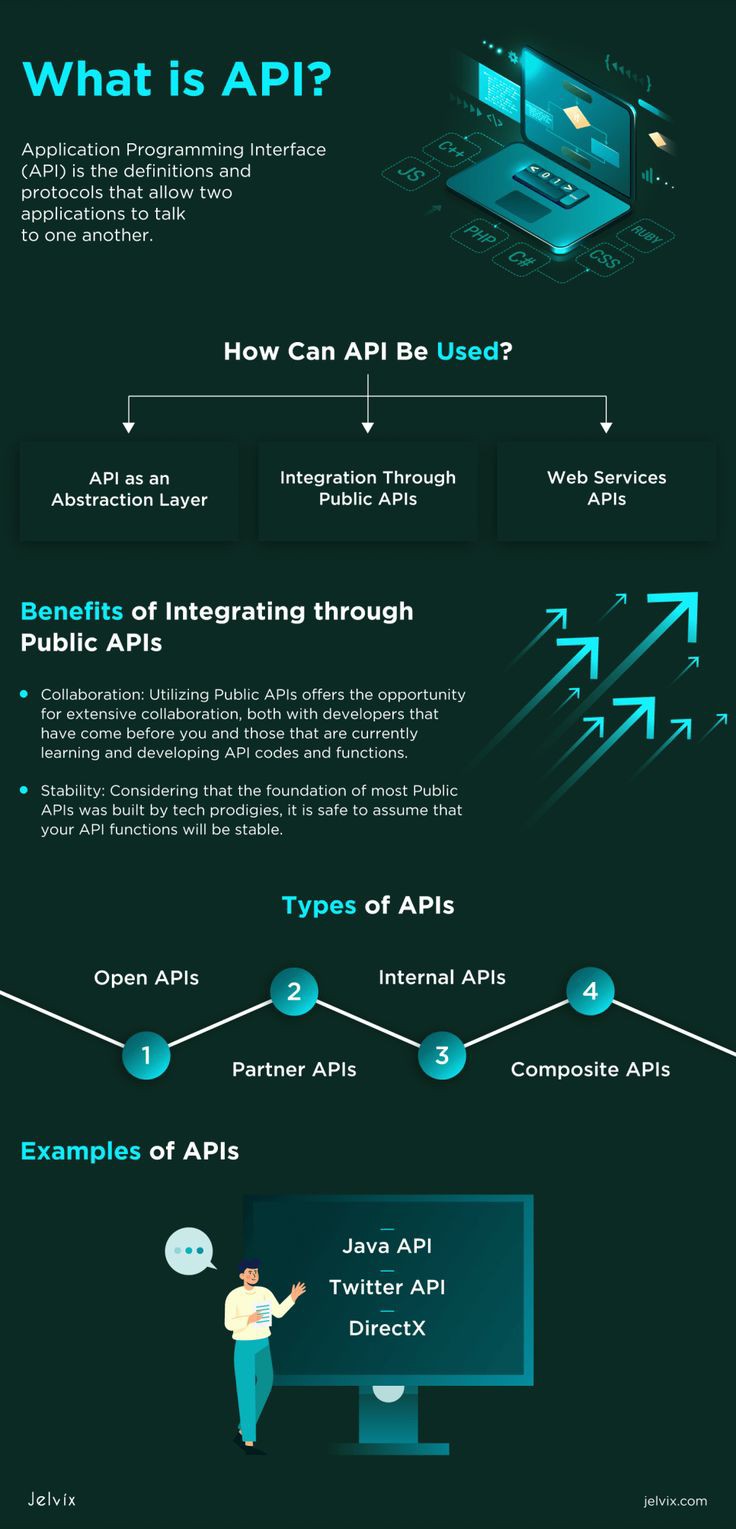 What is API?
Application Programming Interface
(API) is the definitions and
protocols that allow two
applications to talk
to one another.
C++
JS
<01>
PHP
C#
CSS
RUBY
How Can API Be Used?
API as an
Abstraction Layer
Integration Through
Public APIs
Web Services
APIs
Benefits of Integrating through
Public APIs
Collaboration: Utilizing Public APIs offers the opportunity
for extensive collaboration, both with developers that
have come before you and those that are currently
learning and developing API codes and functions.
Stability: Considering that the foundation of most Public
APIs was built by tech prodigies, it is safe to assume that
your API functions will be stable.
Types of APIs
Open APIs
2
Internal APIs
4
1
Partner APIs
3
Composite APIs
Examples of APIs
Java API
Twitter API
DirectX
Jelvix
jelvix.com